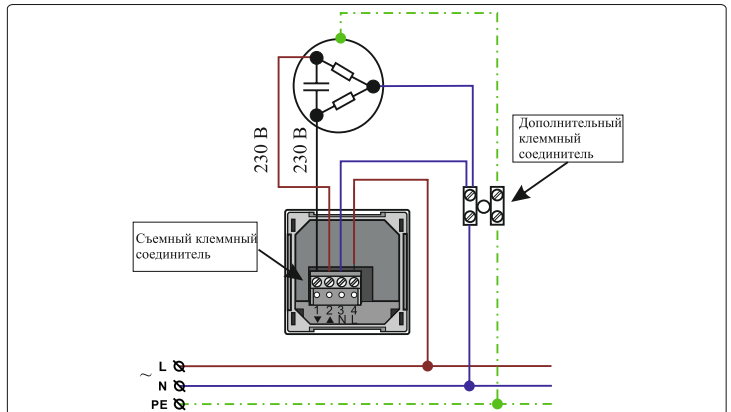 230 В
230 В
Дополнительный
клеммный
соединитель
Съемный клеммный
соединитель
1 2 3 4
▼ ▲ N L
~
L
N
PE